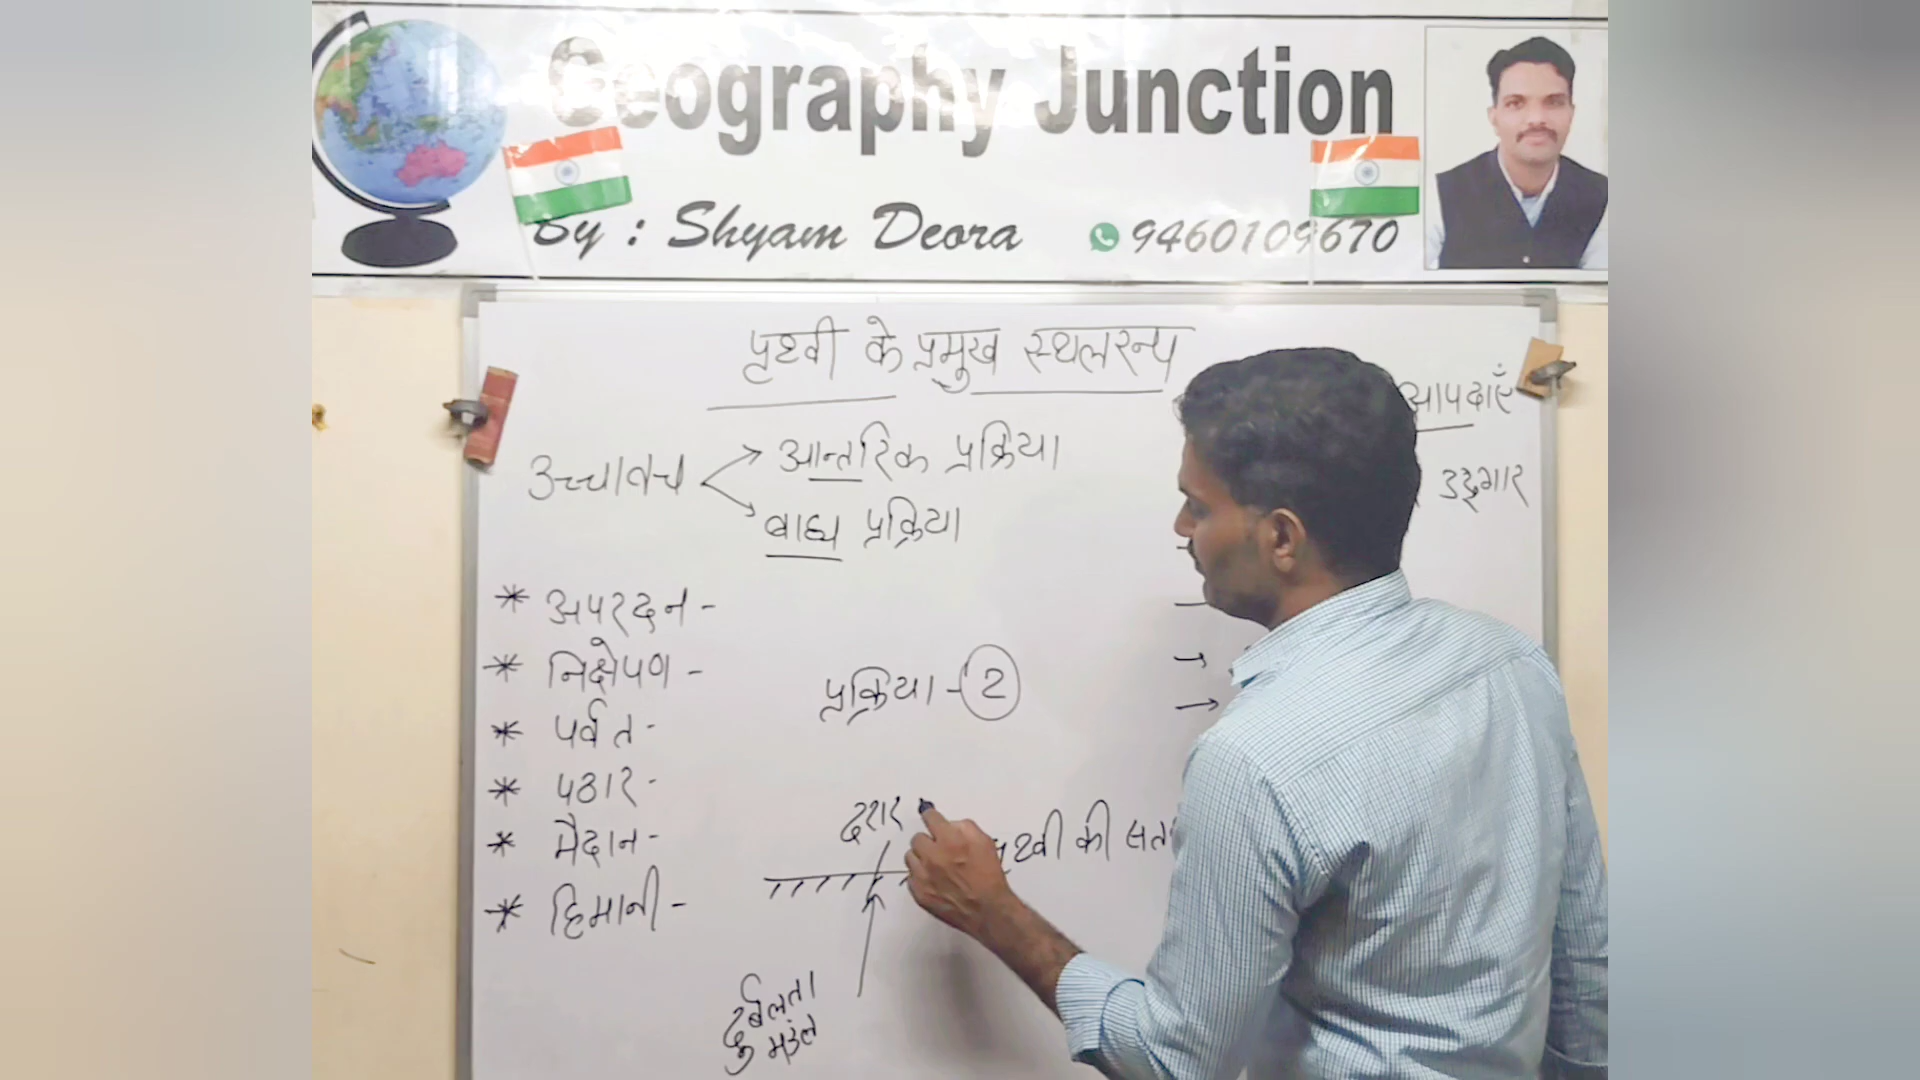 Geography Junction
By : Shyam Deora 9460109670
पृथ्वी के प्रमुख स्थलरूप
आपदाएँ
उच्चावच
आन्तरिक प्रक्रिया
बाह्य प्रक्रिया
उद्गार
* अपरदन -
* निक्षेपण -
* पर्वत -
* पठार -
* मैदान -
* हिमानी -
प्रक्रिया - 2
दरार
पृथ्वी की सत
दुर्बलता
मंडल